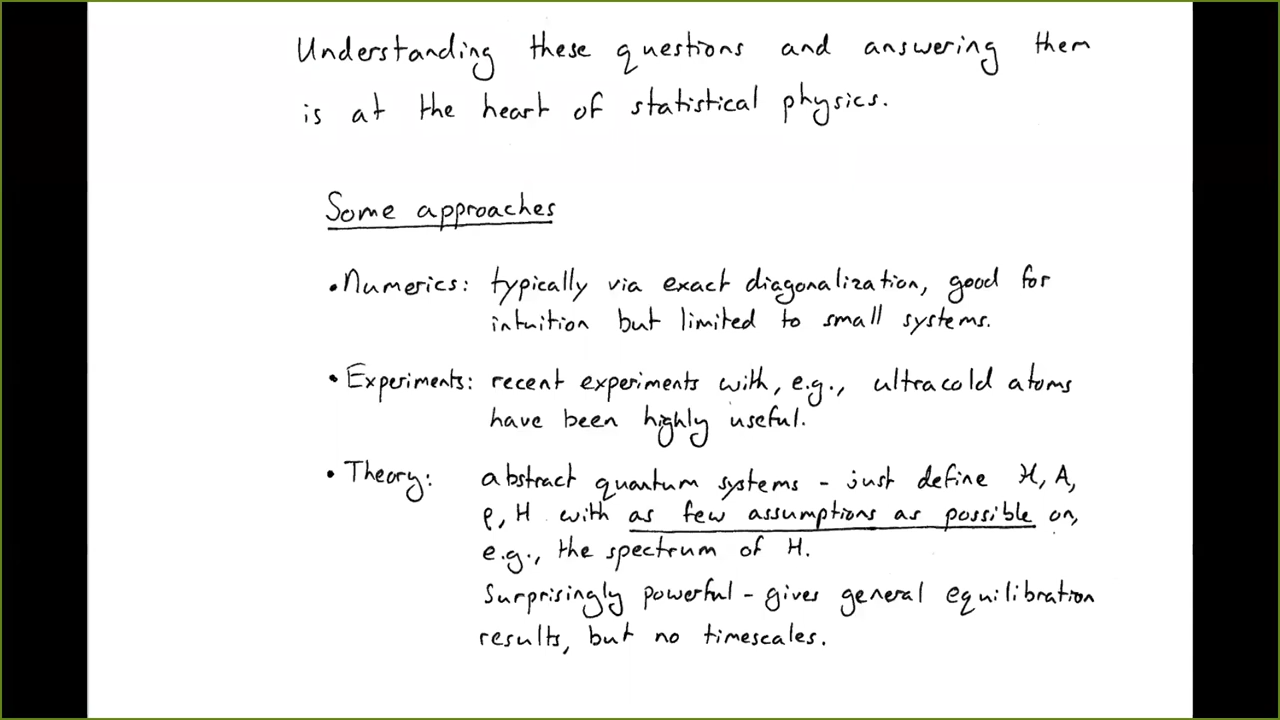 Understanding these questions and answering them
is at the heart of statistical physics.
Some approaches
• Numerics: typically via exact diagonalization, good for
intuition but limited to small systems.
• Experiments: recent experiments with, e.g., ultracold atoms
have been highly useful.
• Theory: abstract quantum systems - just define ℋ, A,
ρ, H with as few assumptions as possible on,
e.g., the spectrum of H.
Surprisingly powerful - gives general equilibration
results, but no timescales.